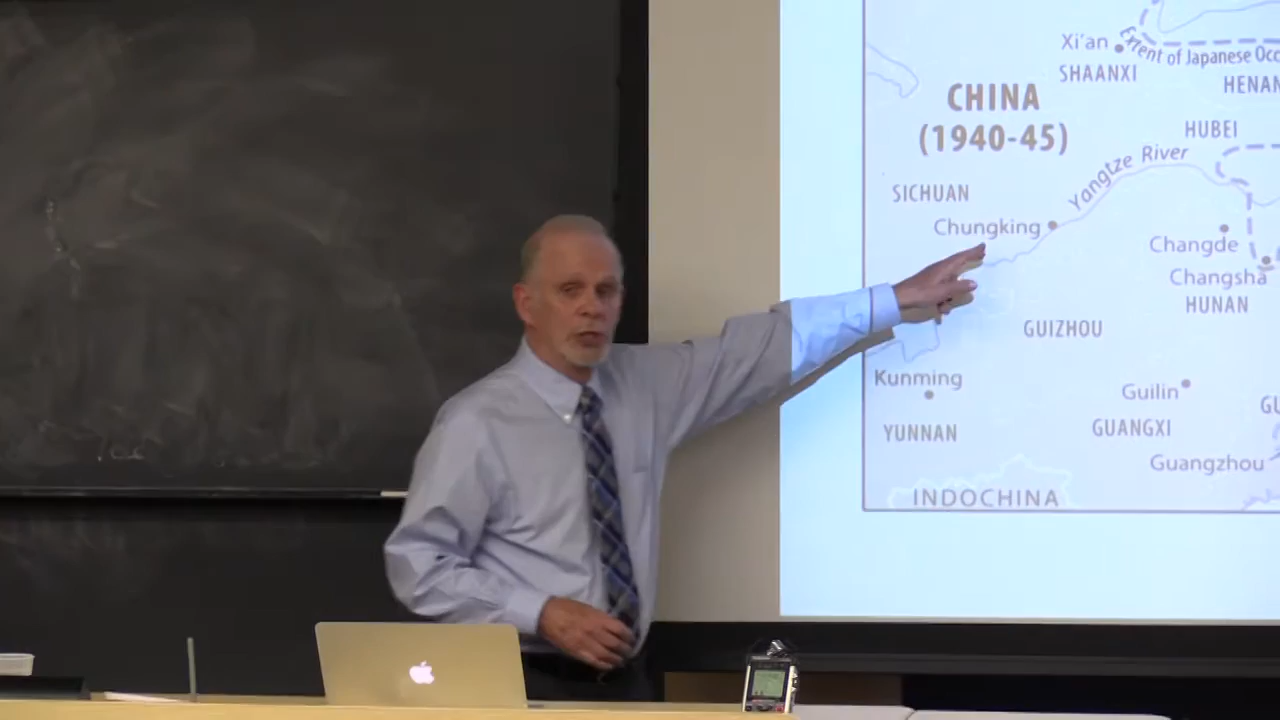 Xi'an
Extent of Japanese Occ
SHAANXI
HENAN
CHINA
(1940-45)
HUBEI
Yangtze River
SICHUAN
Chungking
Changde
Changsha
HUNAN
GUIZHOU
Kunming
Guilin
YUNNAN
GUANGXI
Guangzhou
INDOCHINA